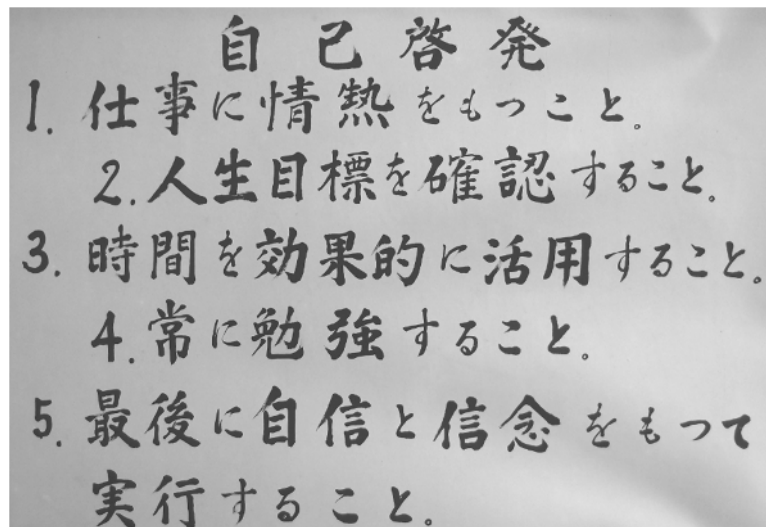 自己啓発
1. 仕事に情熱をもつこと。
2. 人生目標を確認すること。
3. 時間を効果的に活用すること。
4. 常に勉強すること。
5. 最後に自信と信念をもつて
実行すること。